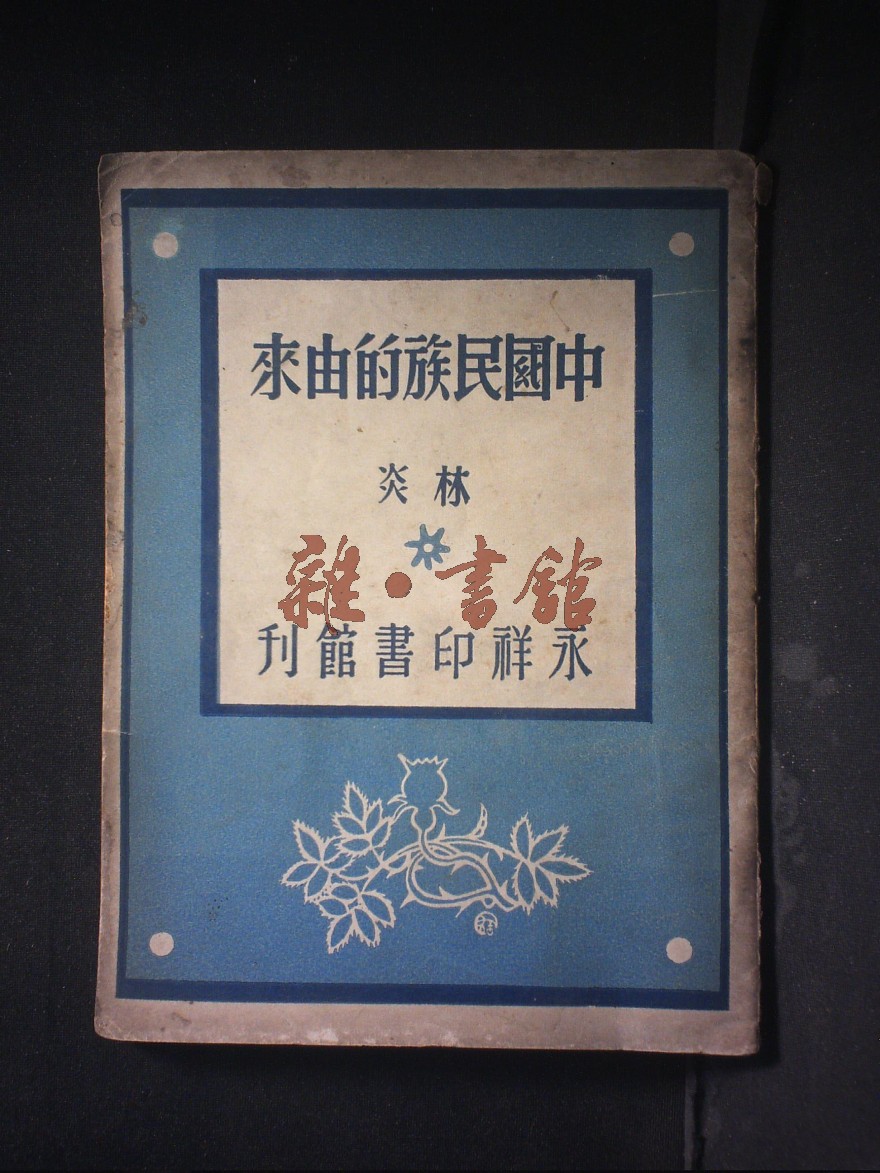 中國民族的由來
林炎
雜·書館
永祥印書館刊